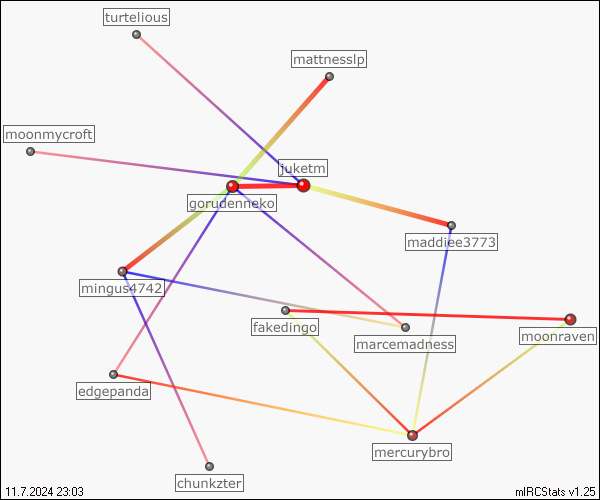 turtelious
mattnesslp
moonmycroft
juketm
gorudenneko
maddiee3773
mingus4742
fakedingo
marcemadness
moonraven
edgepanda
mercurybro
chunkzter
11.7.2024 23:03
mIRCStats v1.25